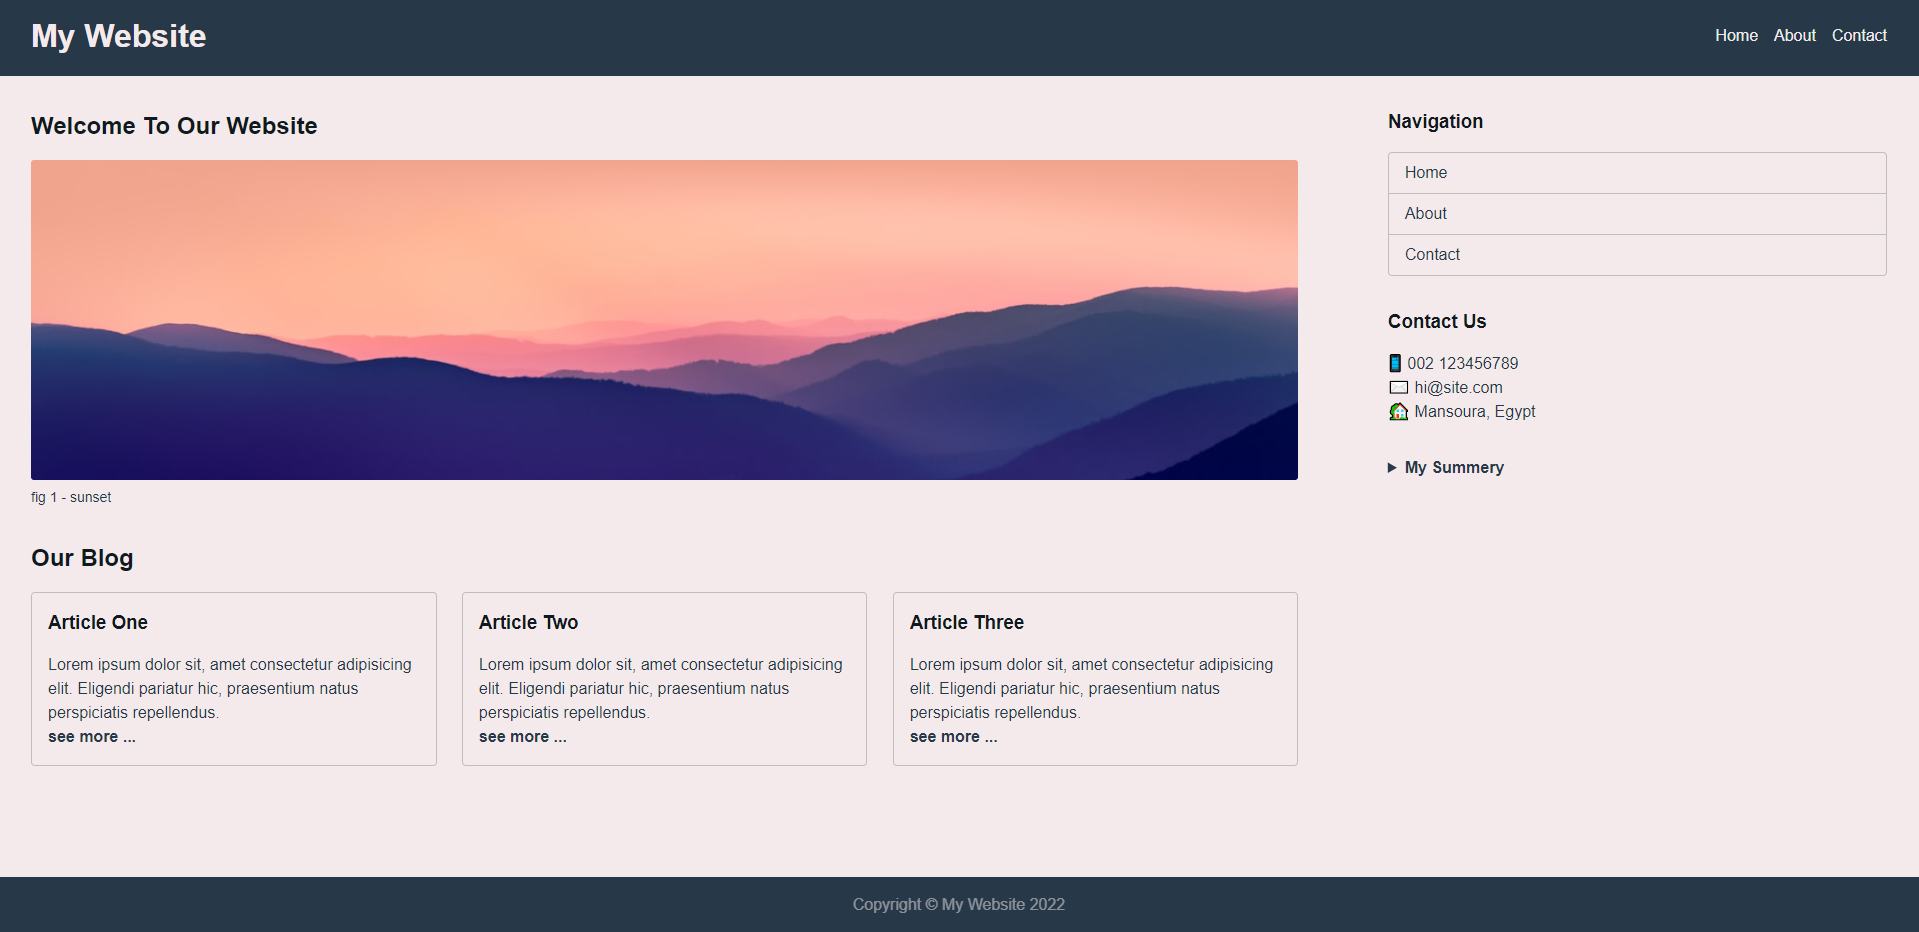 My Website
Home About Contact
Welcome To Our Website
fig 1 - sunset
Our Blog
Article One
Lorem ipsum dolor sit, amet consectetur adipisicing
elit. Eligendi pariatur hic, praesentium natus
perspiciatis repellendus.
see more ...
Article Two
Lorem ipsum dolor sit, amet consectetur adipisicing
elit. Eligendi pariatur hic, praesentium natus
perspiciatis repellendus.
see more ...
Article Three
Lorem ipsum dolor sit, amet consectetur adipisicing
elit. Eligendi pariatur hic, praesentium natus
perspiciatis repellendus.
see more ...
Navigation
Home
About
Contact
Contact Us
002 123456789
hi@site.com
Mansoura, Egypt
My Summery
Copyright © My Website 2022